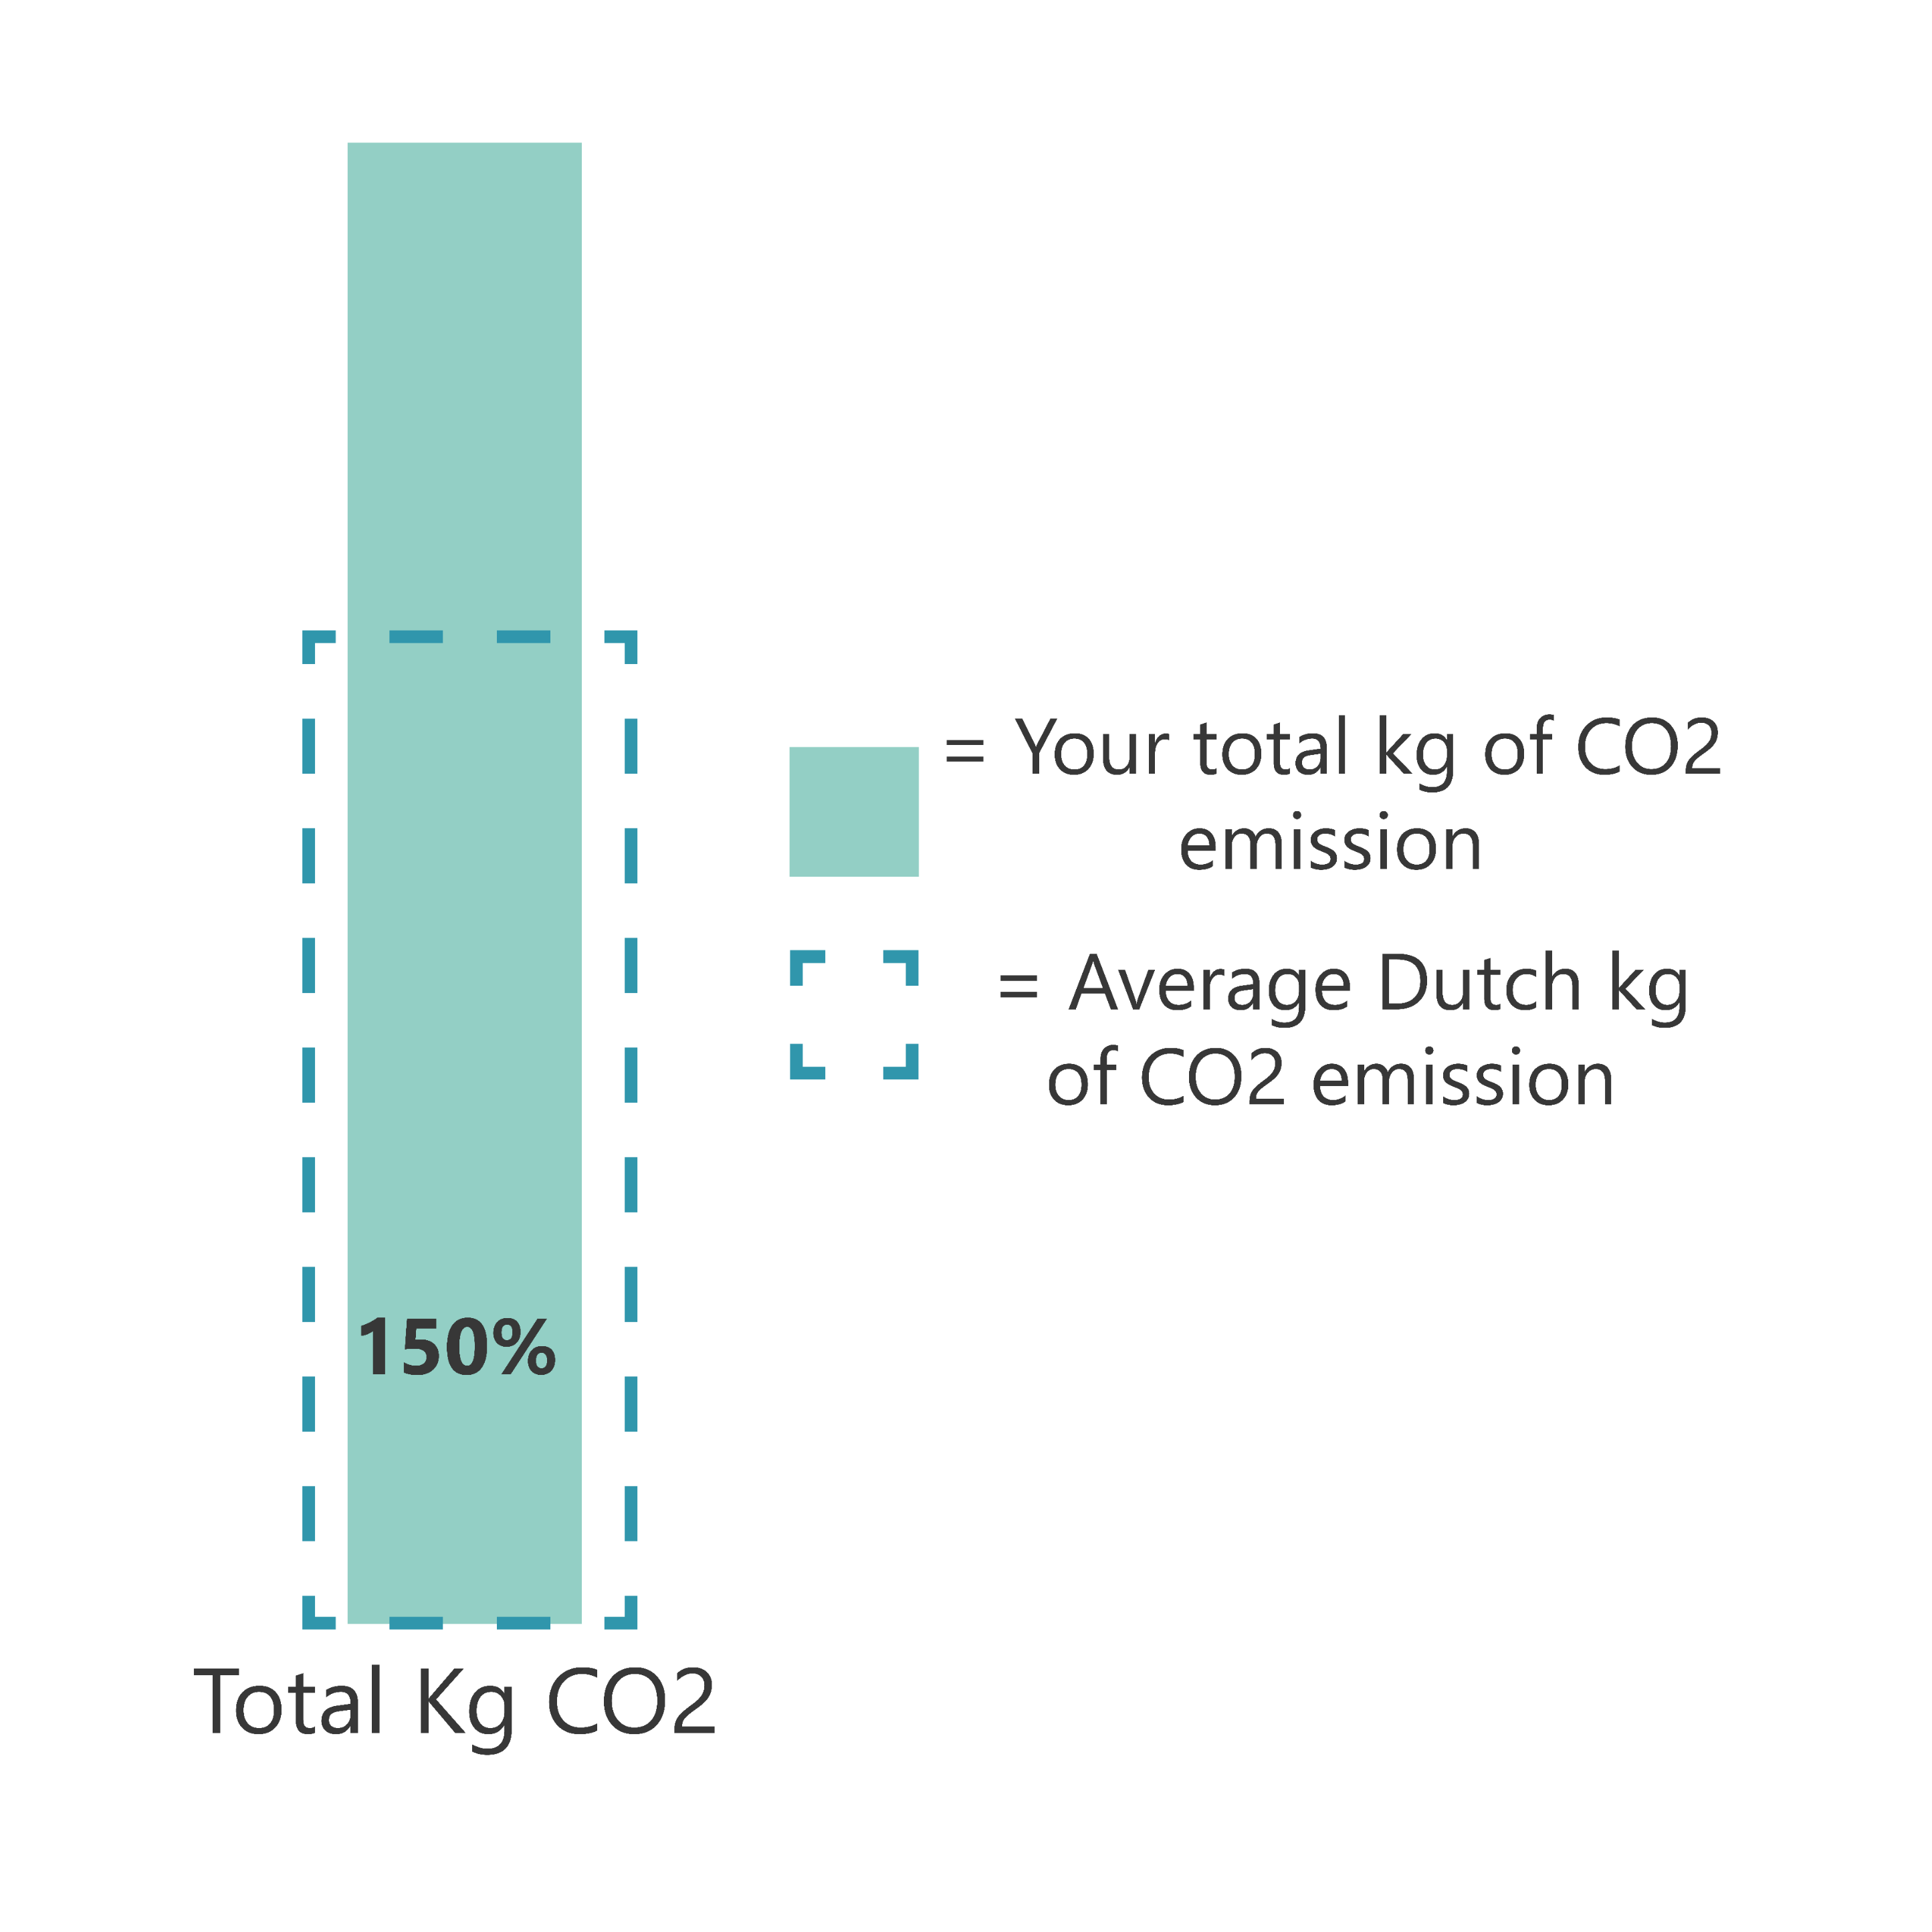 = Your total kg of CO2
emission
= Average Dutch kg
of CO2 emission
150%
Total Kg CO2